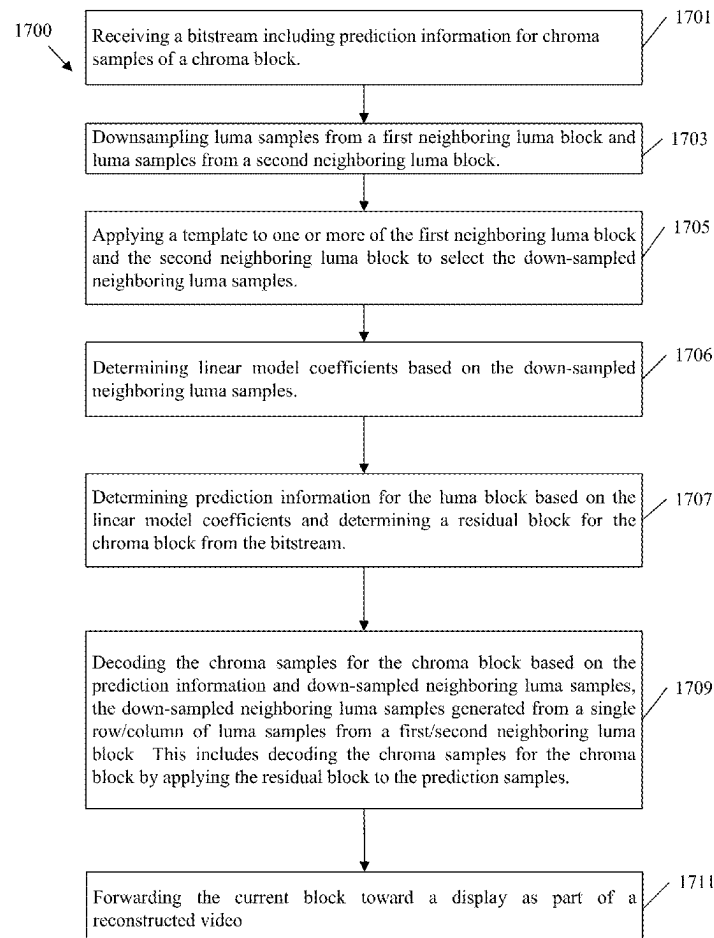 1700
1701
Receiving a bitstream including prediction information for chroma
samples of a chroma block.
1703
Downsampling luma samples from a first neighboring luma block and
luma samples from a second neighboring luma block.
1705
Applying a template to one or more of the first neighboring luma block
and the second neighboring luma block to select the down-sampled
neighboring luma samples.
1706
Determining linear model coefficients based on the down-sampled
neighboring luma samples.
1707
Determining prediction information for the luma block based on the
linear model coefficients and determining a residual block for the
chroma block from the bitstream.
1709
Decoding the chroma samples for the chroma block based on the
prediction information and down-sampled neighboring luma samples,
the down-sampled neighboring luma samples generated from a single
row/column of luma samples from a first/second neighboring luma
block This includes decoding the chroma samples for the chroma
block by applying the residual block to the prediction samples.
1711
Forwarding the current block toward a display as part of a
reconstructed video